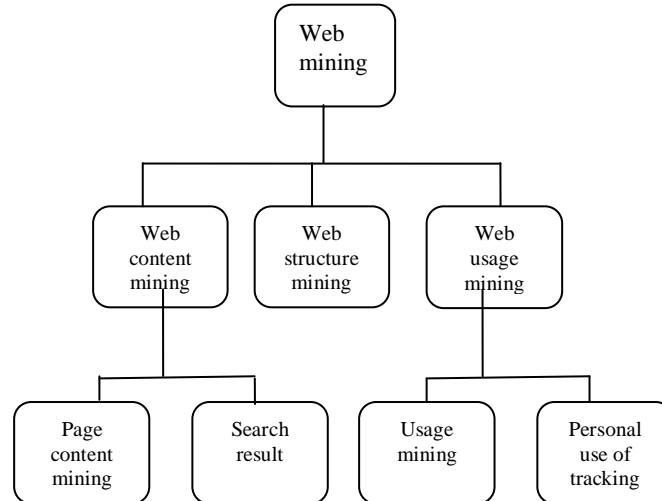 Web
mining
Web
content
mining
Web
structure
mining
Web
usage
mining
Page
content
mining
Search
result
Usage
mining
Personal
use of
tracking